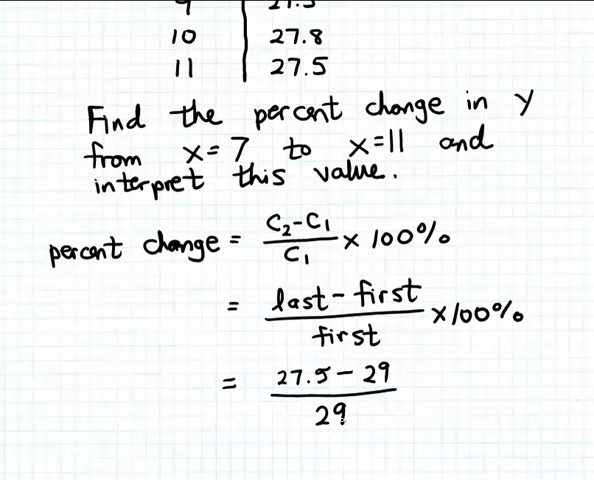 10 27.8
11 27.5
Find the percent change in y
from x=7 to x=11 and
interpret this value.
percent change = C₂-C₁ / C₁ × 100%
= last - first / first ×100%
= 27.5 - 29 / 29